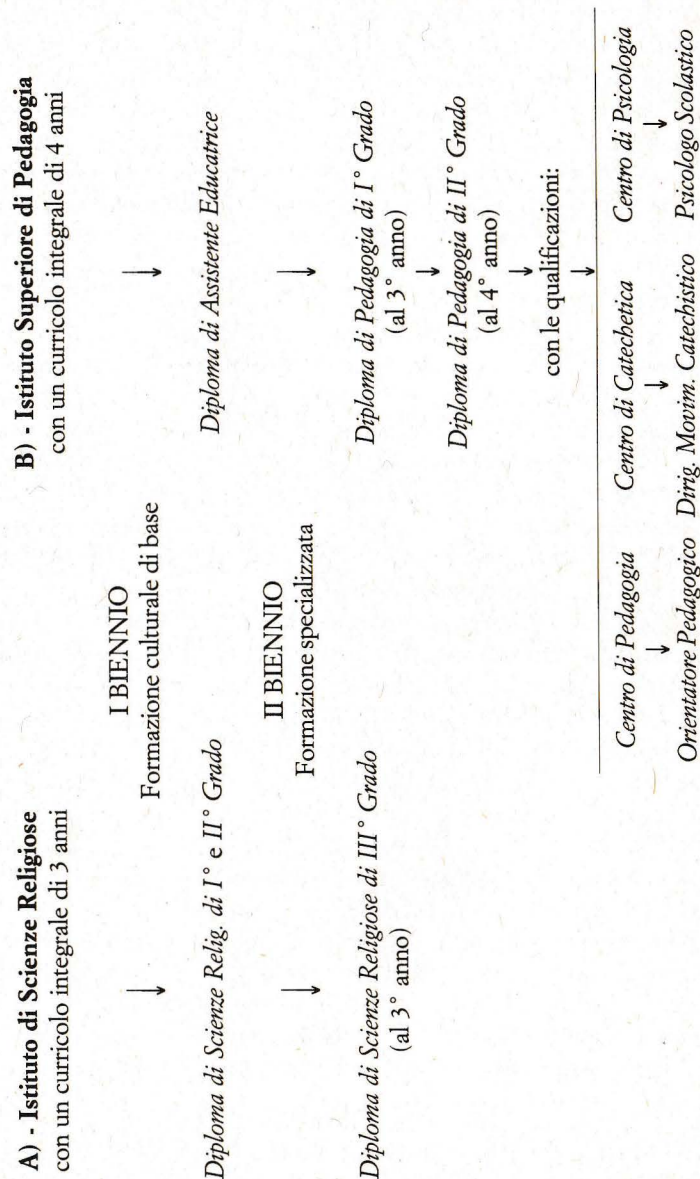 A) - Istituto di Scienze Religiose
con un curricolo integrale di 3 anni
B) - Istituto Superiore di Pedagogia
con un curricolo integrale di 4 anni
I BIENNIO
Formazione culturale di base
Diploma di Scienze Relig. di I° e II° Grado
Diploma di Assistente Educatrice
II BIENNIO
Formazione specializzata
Diploma di Scienze Religiose di III° Grado
(al 3° anno)
Diploma di Pedagogia di I° Grado
(al 3° anno)
Diploma di Pedagogia di II° Grado
(al 4° anno)
con le qualificazioni:
Centro di Pedagogia
Centro di Catechetica
Centro di Psicologia
Orientatore Pedagogico
Dirig. Movim. Catechistico
Psicologo Scolastico